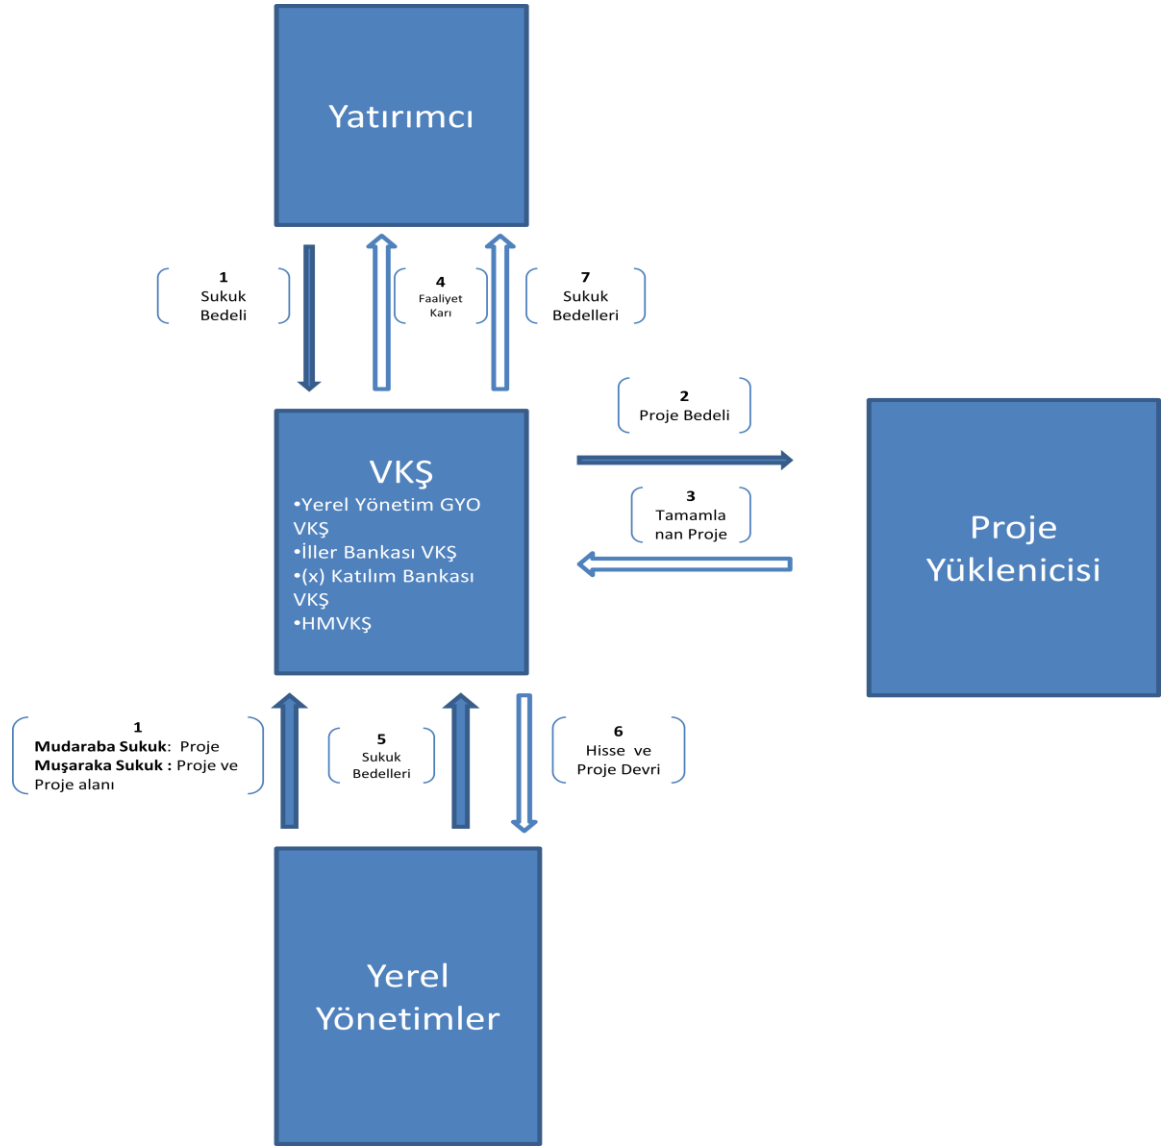 Yatırımcı
1
Sukuk
Bedeli
4
Faaliyet
Karı
7
Sukuk
Bedelleri
2
Proje Bedeli
3
Tamamla
nan Proje
VKŞ
•Yerel Yönetim GYO
VKŞ
•İller Bankası VKŞ
•(x) Katılım Bankası
VKŞ
•HMVKŞ
Proje
Yüklenicisi
1
Mudaraba Sukuk: Proje
Muşaraka Sukuk : Proje ve
Proje alanı
5
Sukuk
Bedelleri
6
Hisse ve
Proje Devri
Yerel
Yönetimler